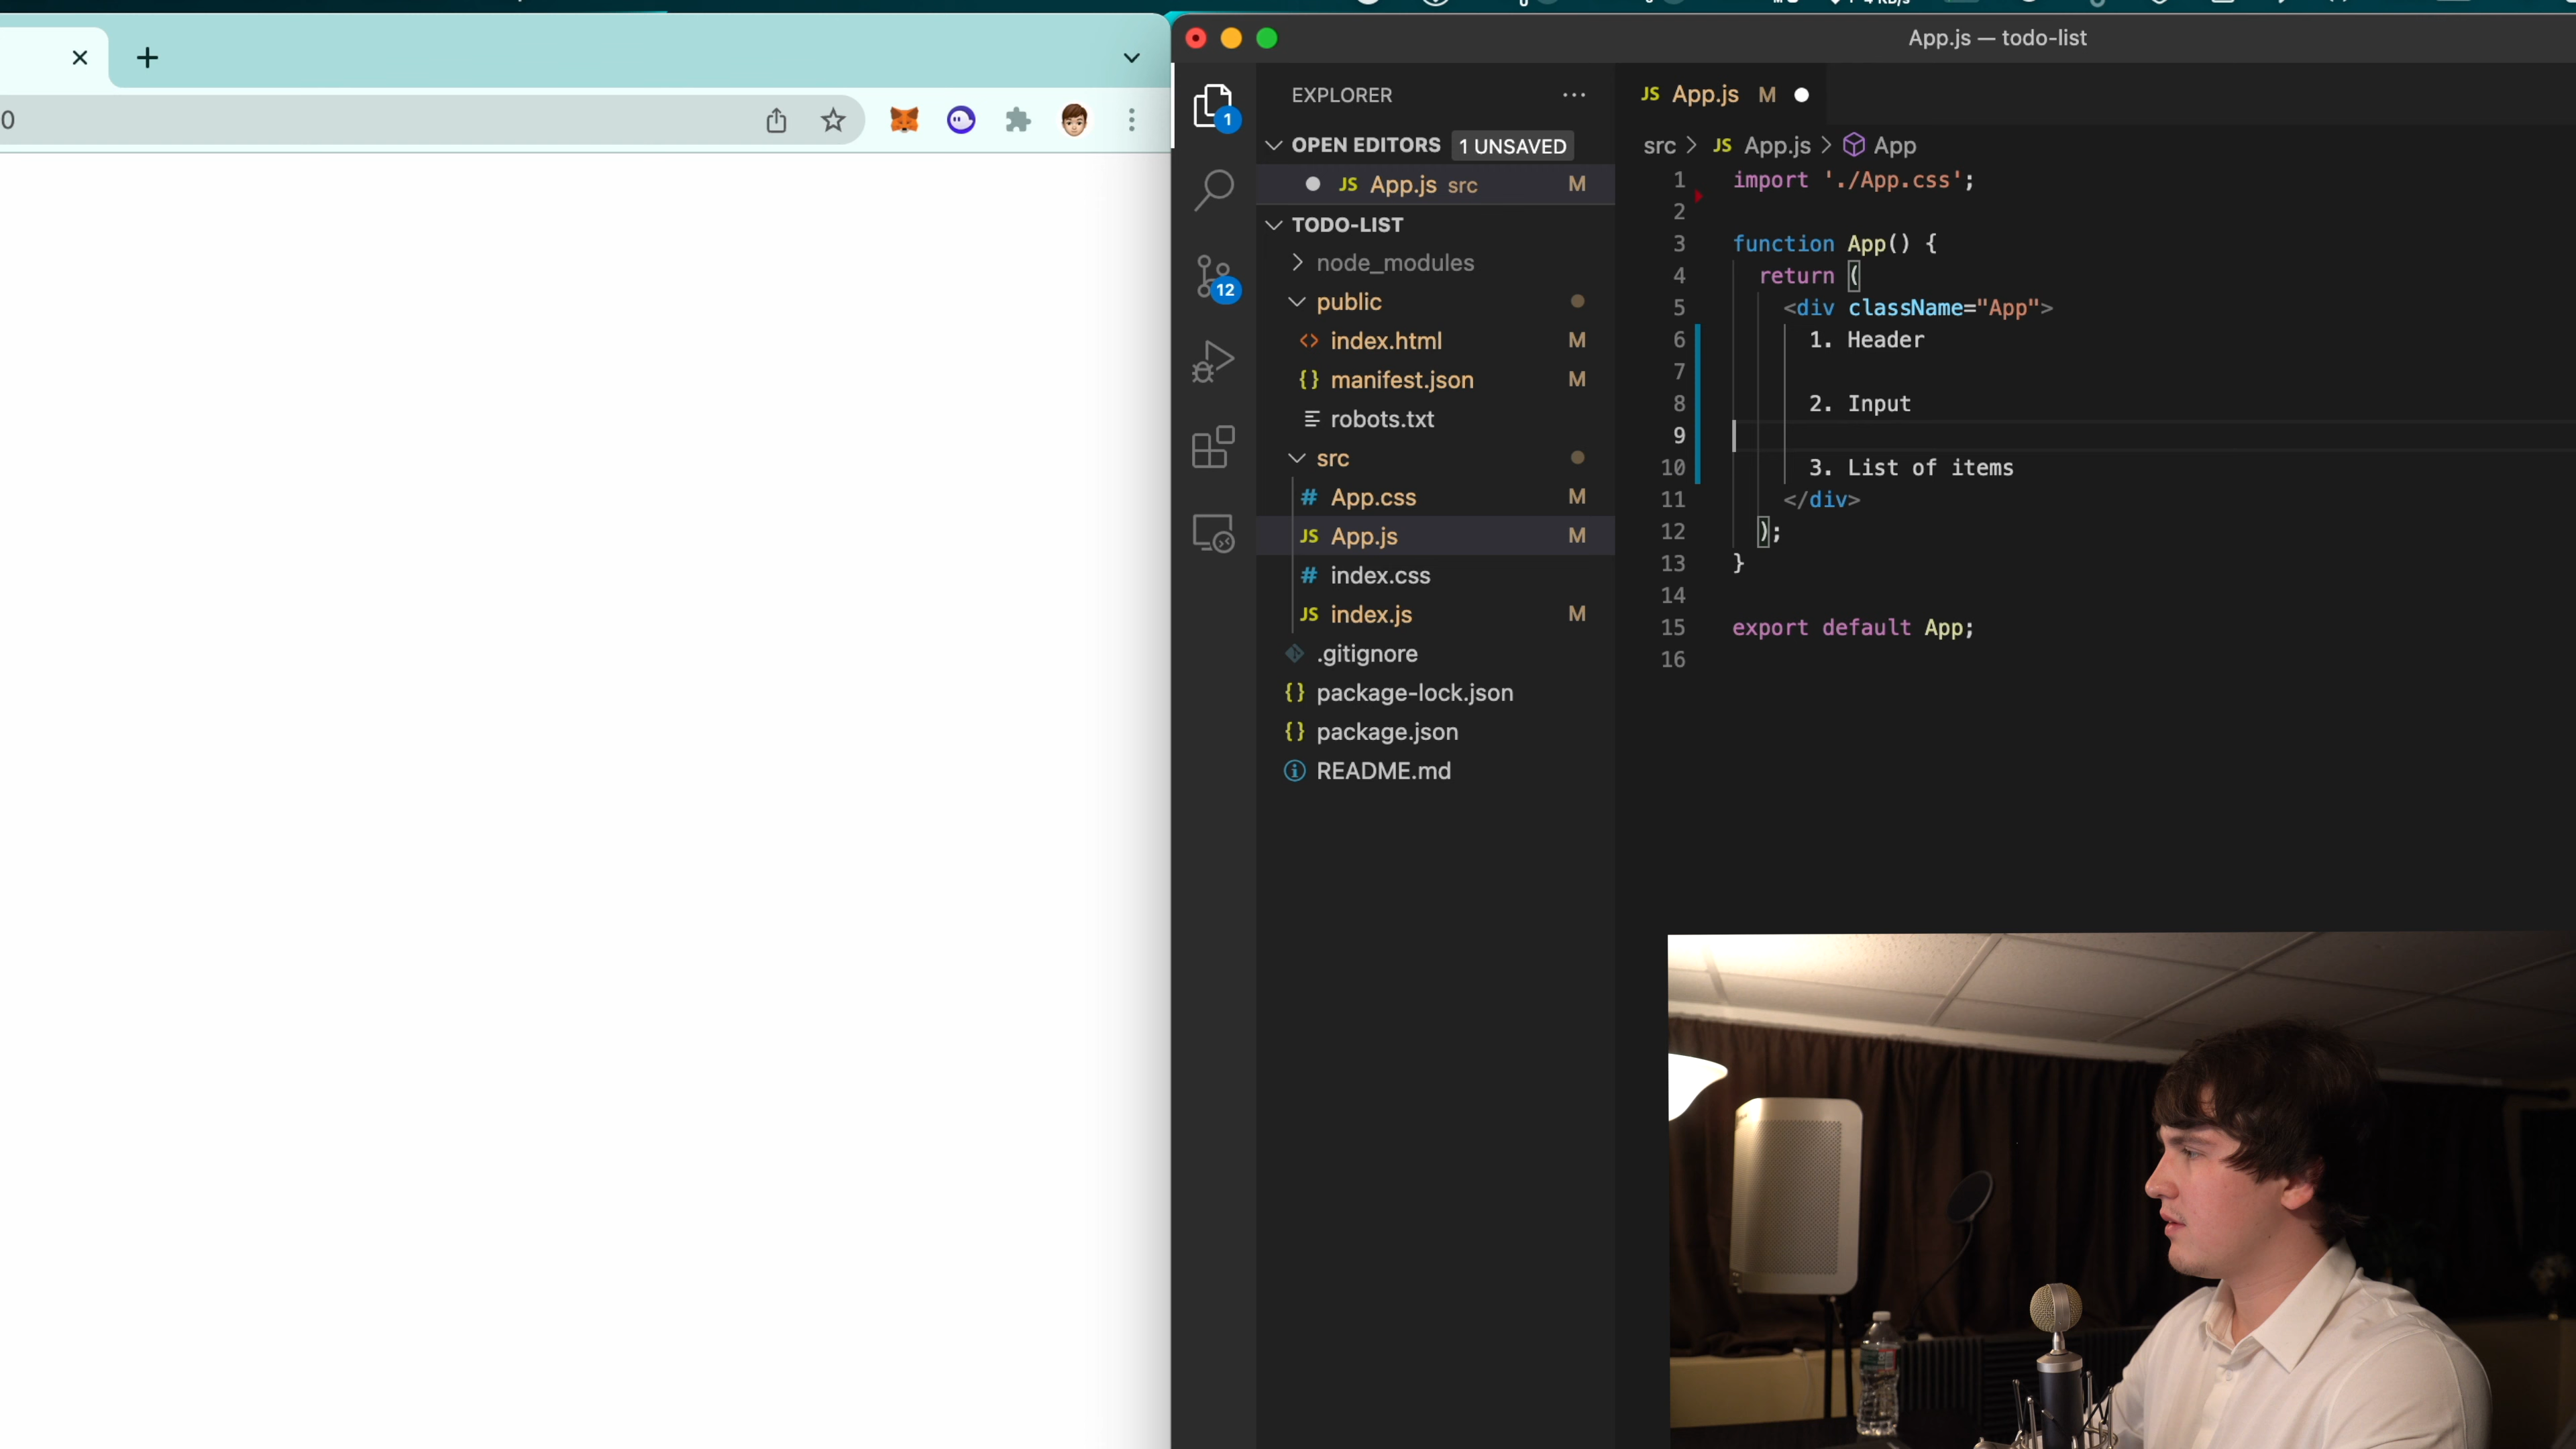 0
App.js — todo-list
EXPLORER
OPEN EDITORS 1 UNSAVED
JS App.js src M
TODO-LIST
node_modules
public
<> index.html M
{} manifest.json M
robots.txt
src
# App.css M
JS App.js M
# index.css
JS index.js M
.gitignore
{} package-lock.json
{} package.json
README.md
1
12
JS App.js M
src > JS App.js > App
1 import './App.css';
2
3 function App() {
4 return (
5 <div className="App">
6 1. Header
7
8 2. Input
9
10 3. List of items
11 </div>
12 );
13 }
14
15 export default App;
16